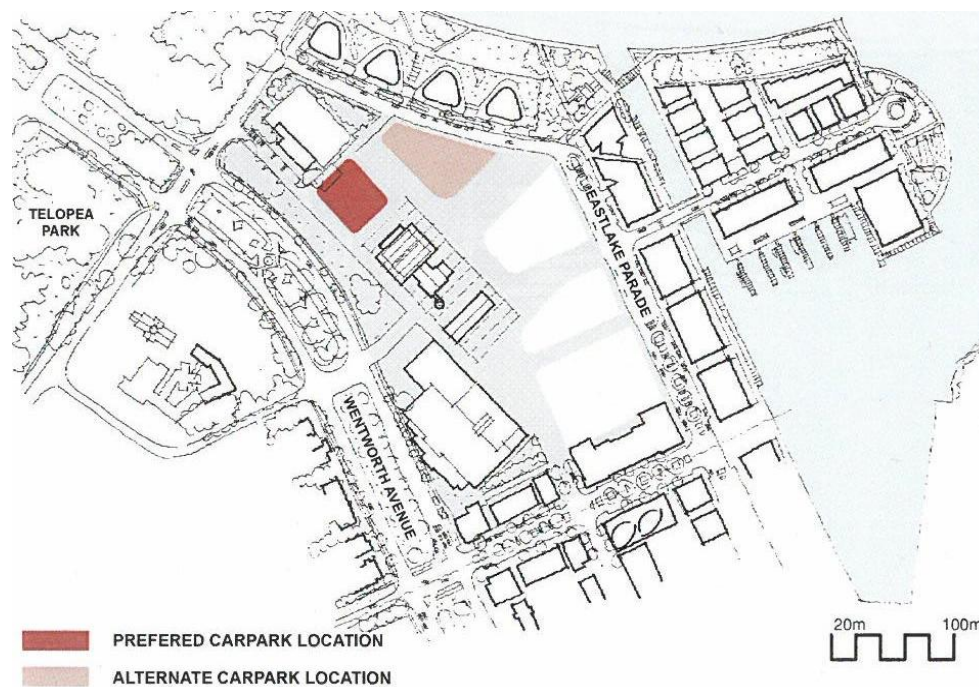 TELOPEA
PARK
EASTLAKE PARADE
WENTWORTH AVENUE
PREFERED CARPARK LOCATION
ALTERNATE CARPARK LOCATION
20m 100m